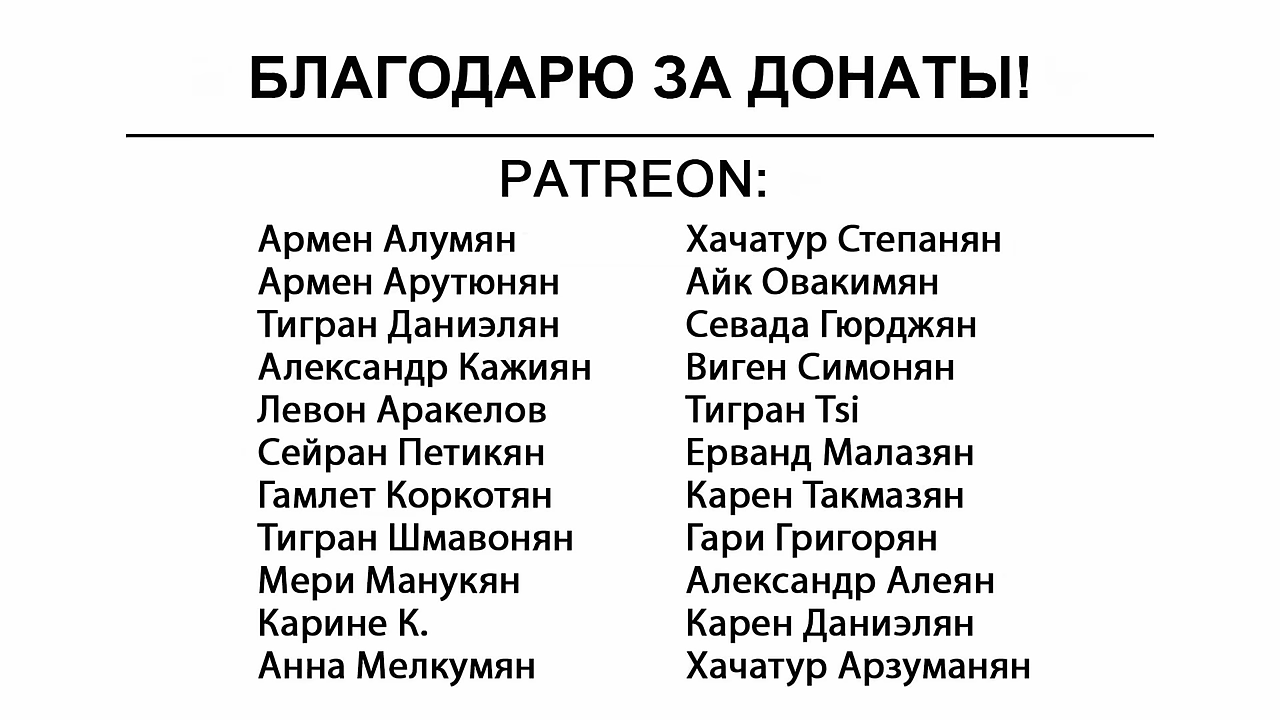 БЛАГОДАРЮ ЗА ДОНАТЫ!
PATREON:
Армен Алумян
Армен Арутюнян
Тигран Даниэлян
Александр Кажиян
Левон Аракелов
Сейран Петикян
Гамлет Коркотян
Тигран Шмавонян
Мери Манукян
Карине К.
Анна Мелкумян
Хачатур Степанян
Айк Овакимян
Севада Гюрджян
Виген Симонян
Тигран Tsi
Ерванд Малазян
Карен Такмазян
Гари Григорян
Александр Алеян
Карен Даниэлян
Хачатур Арзуманян